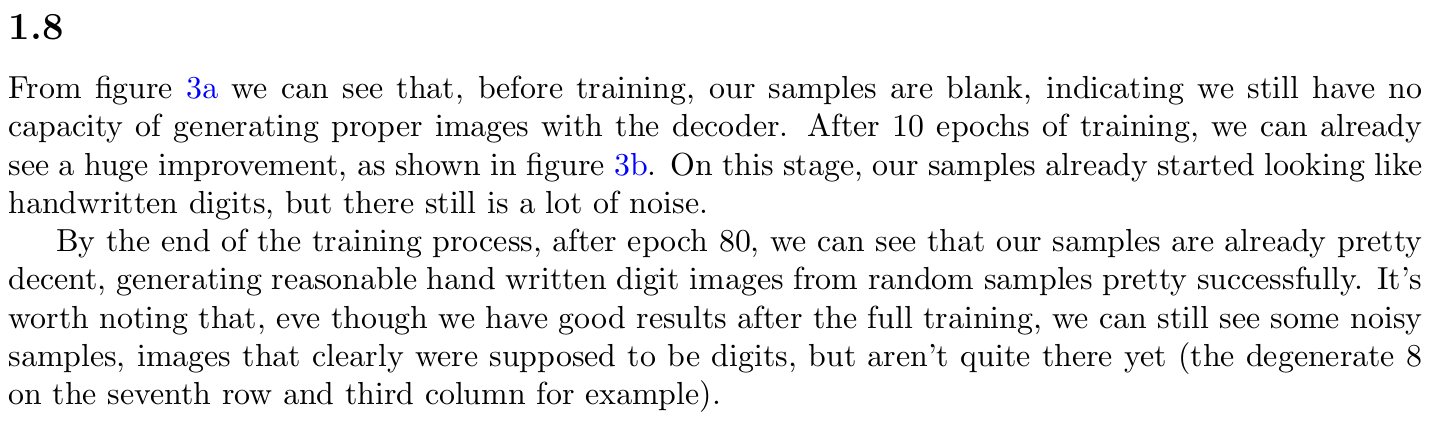 1.8
From figure 3a we can see that, before training, our samples are blank, indicating we still have no
capacity of generating proper images with the decoder. After 10 epochs of training, we can already
see a huge improvement, as shown in figure 3b. On this stage, our samples already started looking like
handwritten digits, but there still is a lot of noise.
By the end of the training process, after epoch 80, we can see that our samples are already pretty
decent, generating reasonable hand written digit images from random samples pretty successfully. It's
worth noting that, eve though we have good results after the full training, we can still see some noisy
samples, images that clearly were supposed to be digits, but aren't quite there yet (the degenerate 8
on the seventh row and third column for example).